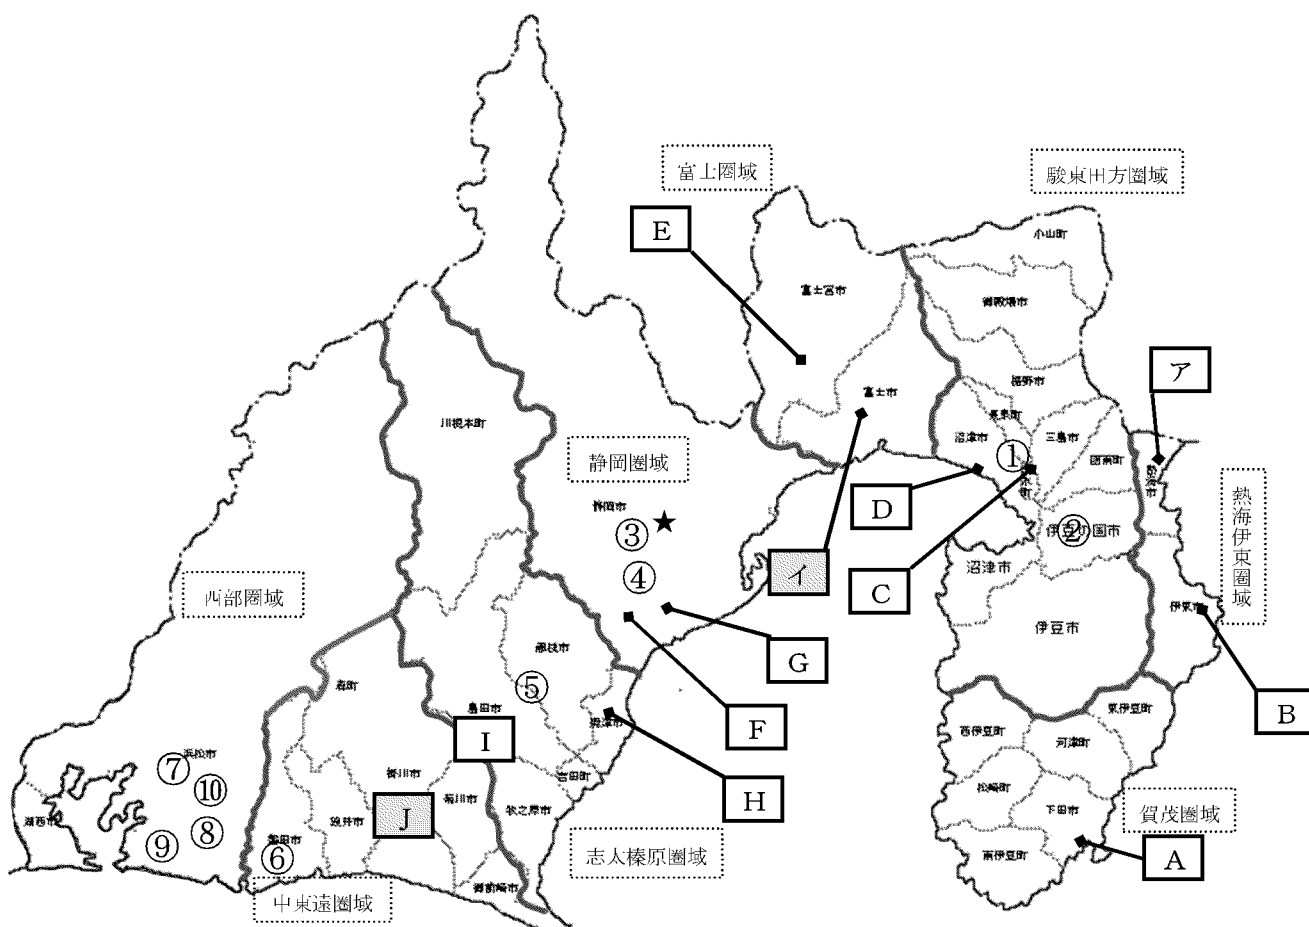 富士圏域
駿東田方圏域
E
小山町
富士宮市
御殿場市
ア
裾野市
富士市
川根本町
長泉町
沼津市
三島市
①
函南町
静岡圏域
熱海伊東圏域
D
静岡市
③
★
伊豆の国市
②
④
イ
沼津市
C
西部圏域
伊東市
伊豆市
G
藤枝市
森町
⑤
B
島田市
焼津市
F
東伊豆町
西伊豆町
河津町
I
浜松市
⑦
掛川市
吉田町
⑩
菊川市
H
松崎町
牧之原市
下田市
湖西市
袋井市
J
賀茂圏域
⑧
磐田市
⑨
⑥
志太榛原圏域
南伊豆町
A
御前崎市
中東遠圏域